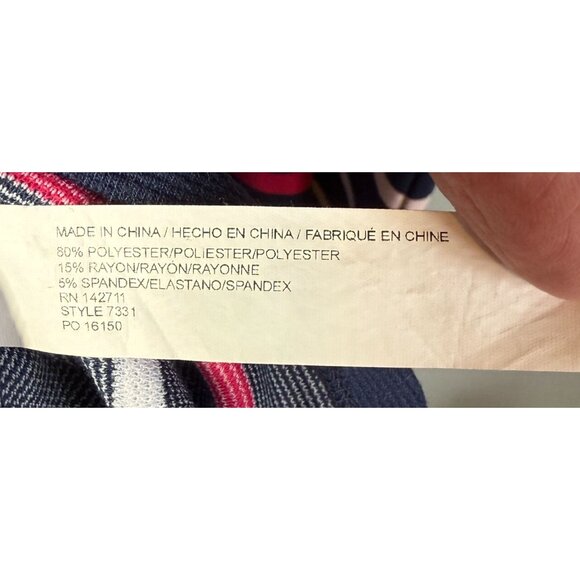 MADE IN CHINA / HECHO EN CHINA / FABRIQUÉ EN CHINE
80% POLYESTER/POLIESTER/POLYESTER
15% RAYON/RAYÓN/RAYONNE
5% SPANDEX/ELASTANO/SPANDEX
RN 142711
STYLE 7331
PO 16150